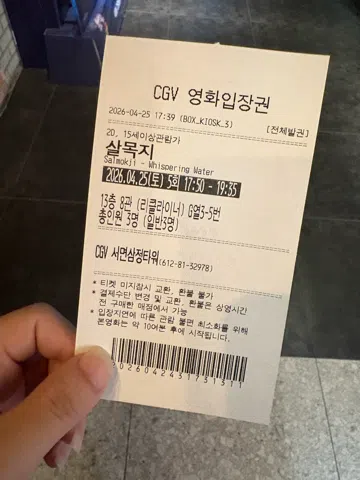 CGV 영화입장권
2026-04-25 17:39 (BOX_KIOSK_3)
[전체발권]
2D, 15세이상관람가
살목지
Salmokji - Whispering Water
2026.04.25(토) 5회 17:50 - 19:35
13층 8관 (리클라이너) G열3-5번
총인원 3명 (일반3명)
CGV 서면삼정타워(612-81-32978)
* 티켓 미지참시 교환, 환불 불가
* 결제수단 변경 및 교환, 환불은 상영시간
전 구매한 매점에서 가능
* 입장지연에 따른 관람 불편 최소화를 위해
본영화는 약 10여분 후에 시작됩니다.